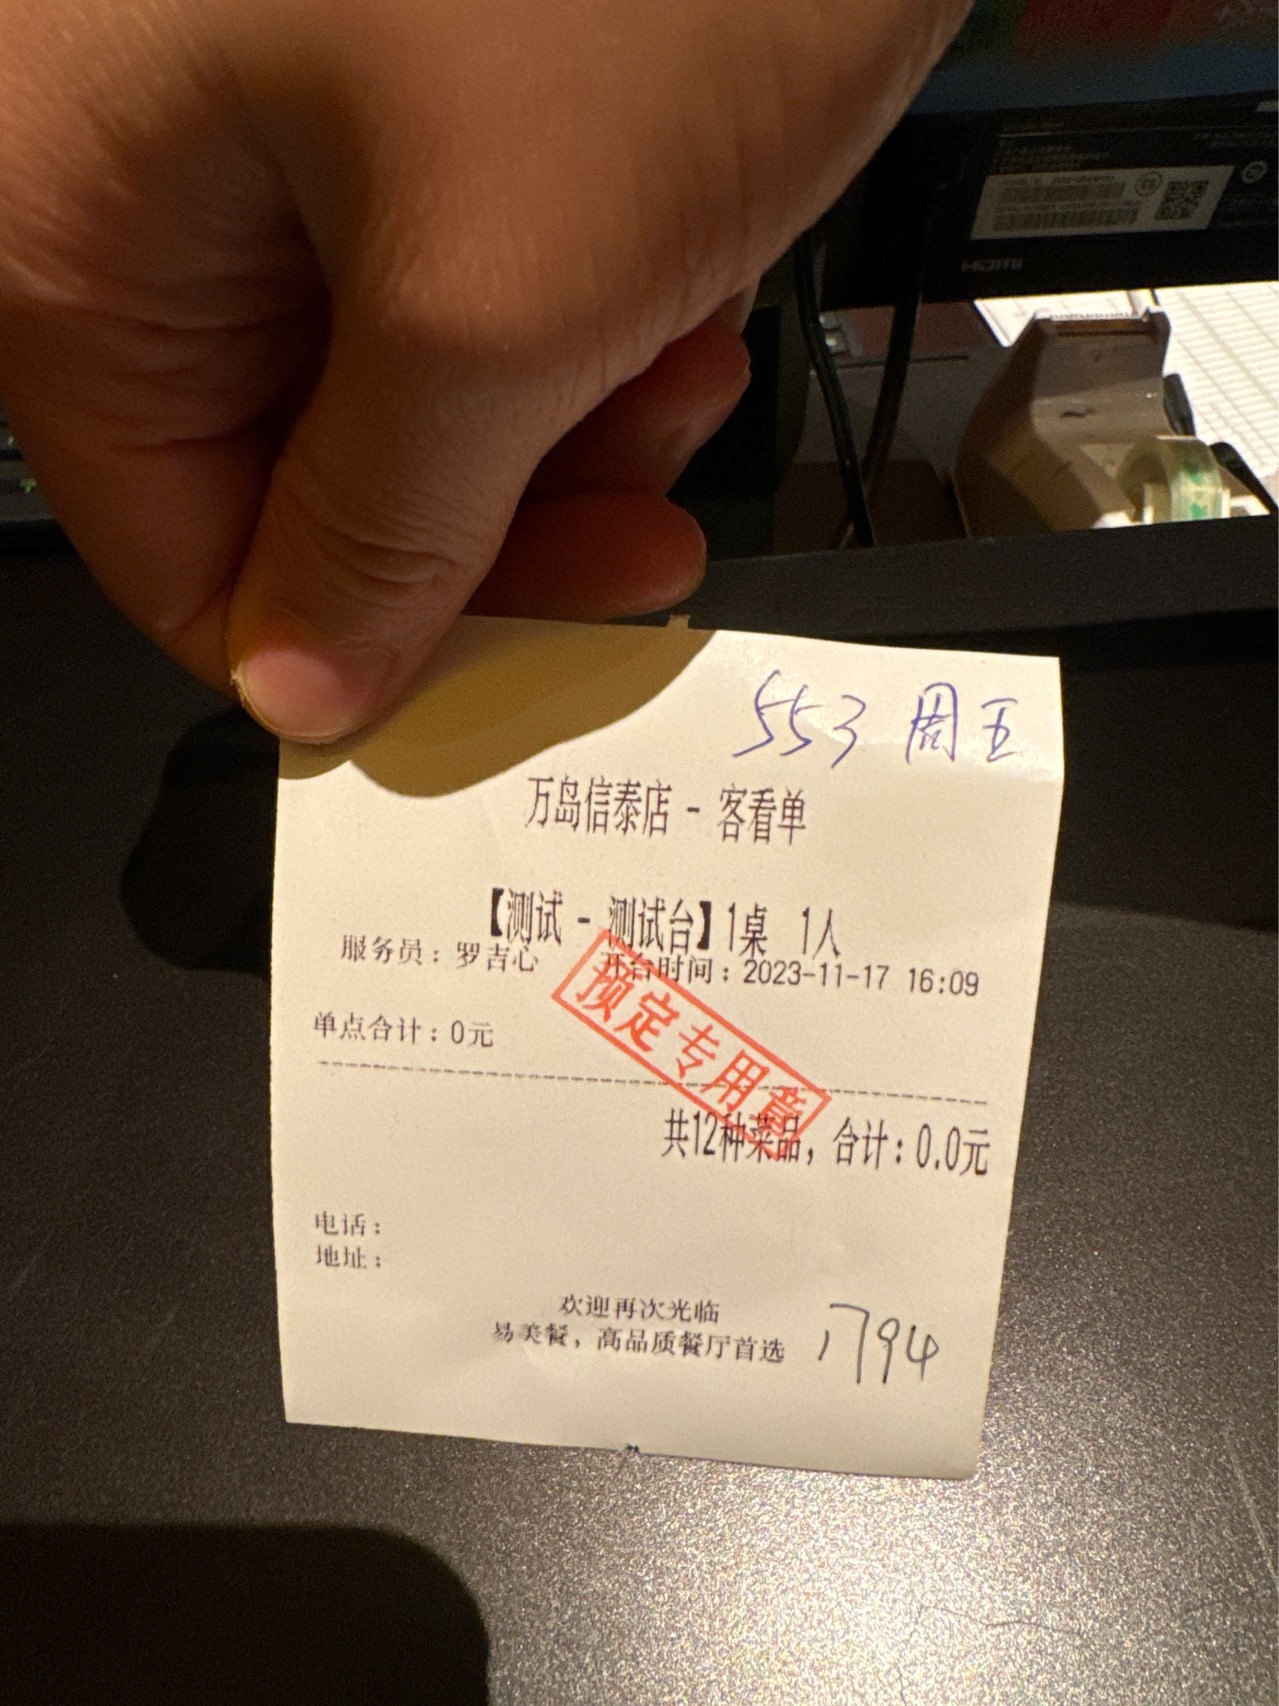 HDMI
553 周五
万岛信泰店 - 客看单
【测试 - 测试台】1桌 1人
服务员：罗吉心 开台时间：2023-11-17 16:09
预定专用章
单点合计：0元
共12种菜品，合计：0.0元
电话：
地址：
欢迎再次光临
易美餐，高品质餐厅首选
1794